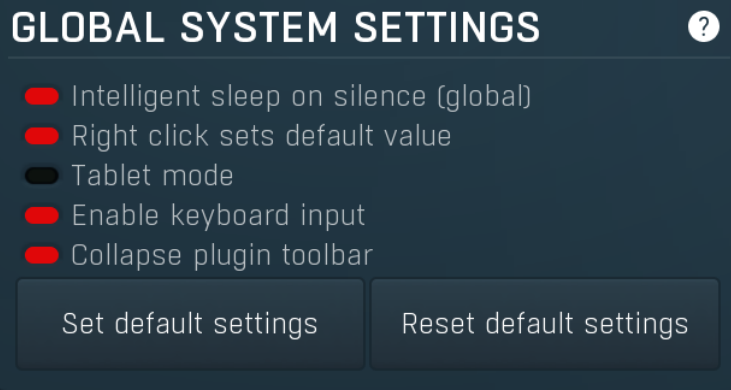 GLOBAL SYSTEM SETTINGS ?
Intelligent sleep on silence (global)
Right click sets default value
Tablet mode
Enable keyboard input
Collapse plugin toolbar
Set default settings
Reset default settings